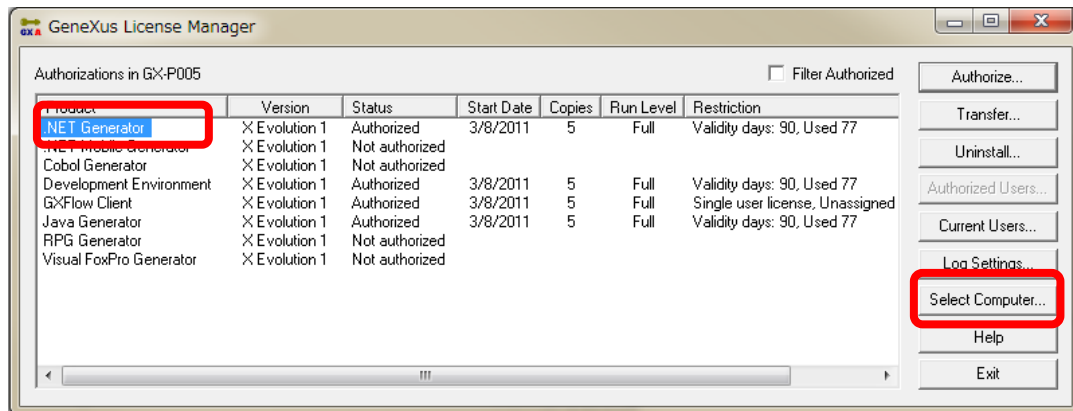 GeneXus License Manager
Authorizations in GX-P005
Filter Authorized
Product Version Status Start Date Copies Run Level Restriction
.NET Generator X Evolution 1 Authorized 3/8/2011 5 Full Validity days: 90, Used 77
.NET Mobile Generator X Evolution 1 Not authorized
Cobol Generator X Evolution 1 Not authorized
Development Environment X Evolution 1 Authorized 3/8/2011 5 Full Validity days: 90, Used 77
GXFlow Client X Evolution 1 Authorized 3/8/2011 5 Full Single user license, Unassigned
Java Generator X Evolution 1 Authorized 3/8/2011 5 Full Validity days: 90, Used 77
RPG Generator X Evolution 1 Not authorized
Visual FoxPro Generator X Evolution 1 Not authorized
Authorize...
Transfer...
Uninstall...
Authorized Users...
Current Users...
Log Settings...
Select Computer...
Help
Exit